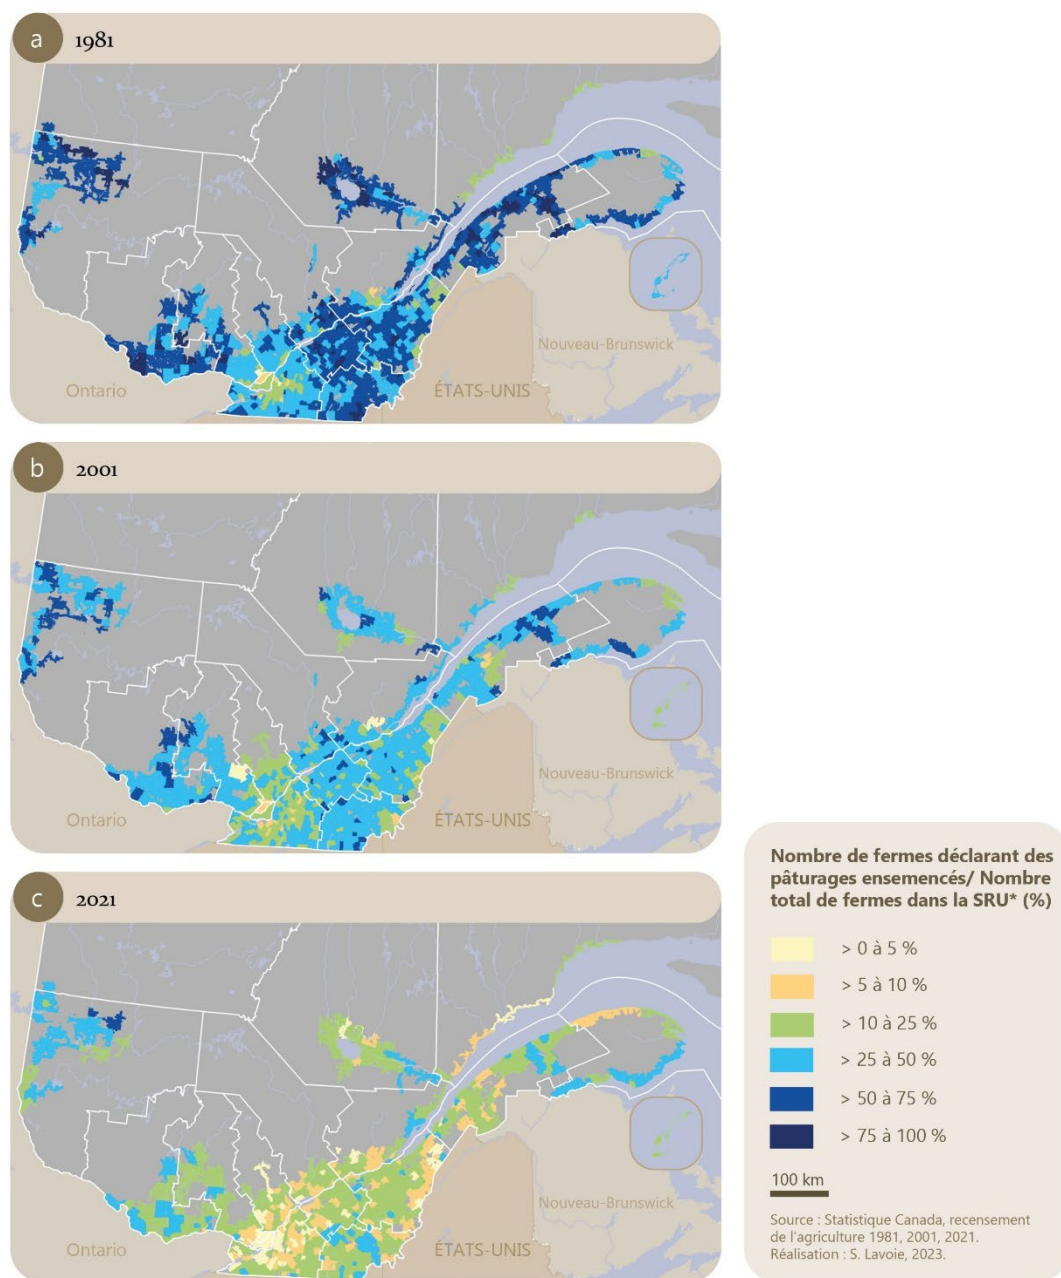 a
1981
Nouveau-Brunswick
Ontario
ÉTATS-UNIS
b
2001
Nouveau-Brunswick
Ontario
ÉTATS-UNIS
c
2021
Nouveau-Brunswick
Ontario
ÉTATS-UNIS
Nombre de fermes déclarant des
pâturages ensemencés/ Nombre
total de fermes dans la SRU* (%)
> 0 à 5 %
> 5 à 10 %
> 10 à 25 %
> 25 à 50 %
> 50 à 75 %
> 75 à 100 %
100 km
Source : Statistique Canada, recensement
de l'agriculture 1981, 2001, 2021.
Réalisation : S. Lavoie, 2023.